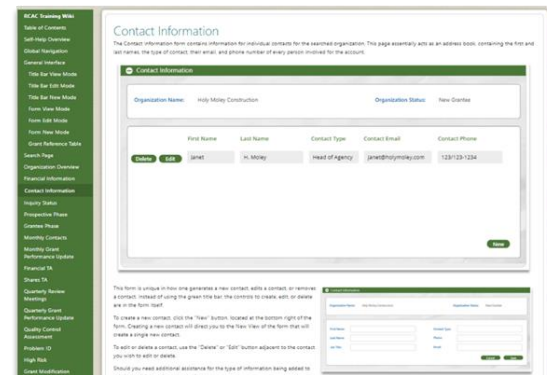 RCAC Training Wiki
Table of Contents
Self-Help Overview
Global Navigation
General Interface
Title Bar View Mode
Title Bar Edit Mode
Title Bar New Mode
Form View Mode
Form Edit Mode
Form New Mode
Grant Reference Table
Search Page
Organization Overview
Financial Information
Contact Information
Inquiry Status
Prospective Phase
Grantee Phase
Monthly Contacts
Monthly Grant
Performance Update
Financial TA
Shares TA
Quarterly Review
Meetings
Quarterly Grant
Performance Update
Quality Control
Assessment
Problem ID
High Risk
Grant Modification
Contact Information
The Contact Information form contains information for individual contacts for the searched organization. This page essentially acts as an address book, containing the first and
last names, the type of contact, their email, and phone number of every person involved for the account.
Contact Information
Organization Name: Holy Moley Construction Organization Status: New Grantee
First Name Last Name Contact Type Contact Email Contact Phone
Delete Edit Janet H. Moley Head of Agency Janet@holymoley.com 123/123-1234
New
This form is unique in how one generates a new contact, edits a contact, or removes
a contact. Instead of using the green title bar, the controls to create, edit, or delete
are in the form itself.
To create a new contact, click the "New" button, located at the bottom right of the
form. Creating a new contact will direct you to the New View of the form that will
create a single new contact.
To edit or delete a contact, use the "Delete" or "Edit" button adjacent to the contact
you wish to edit or delete.
Should you need additional assistance for the type of information being added to
Contact Information